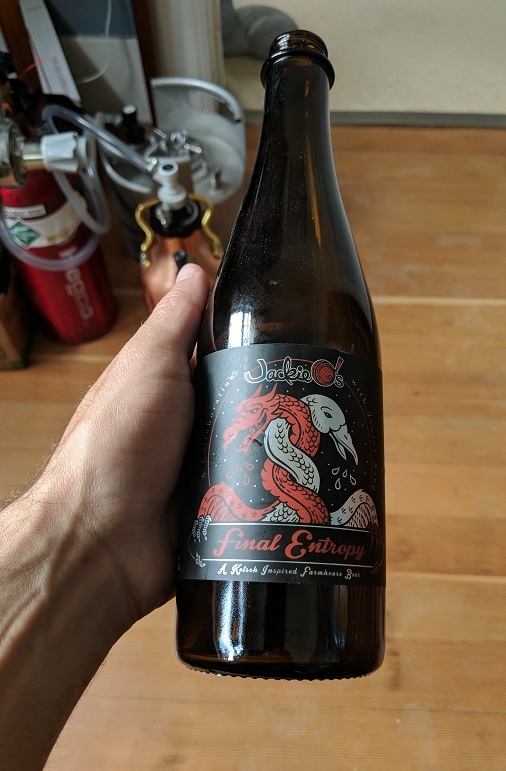 Jackie O's
Final Entropy
A Kolsch Inspired Farmhouse Beer